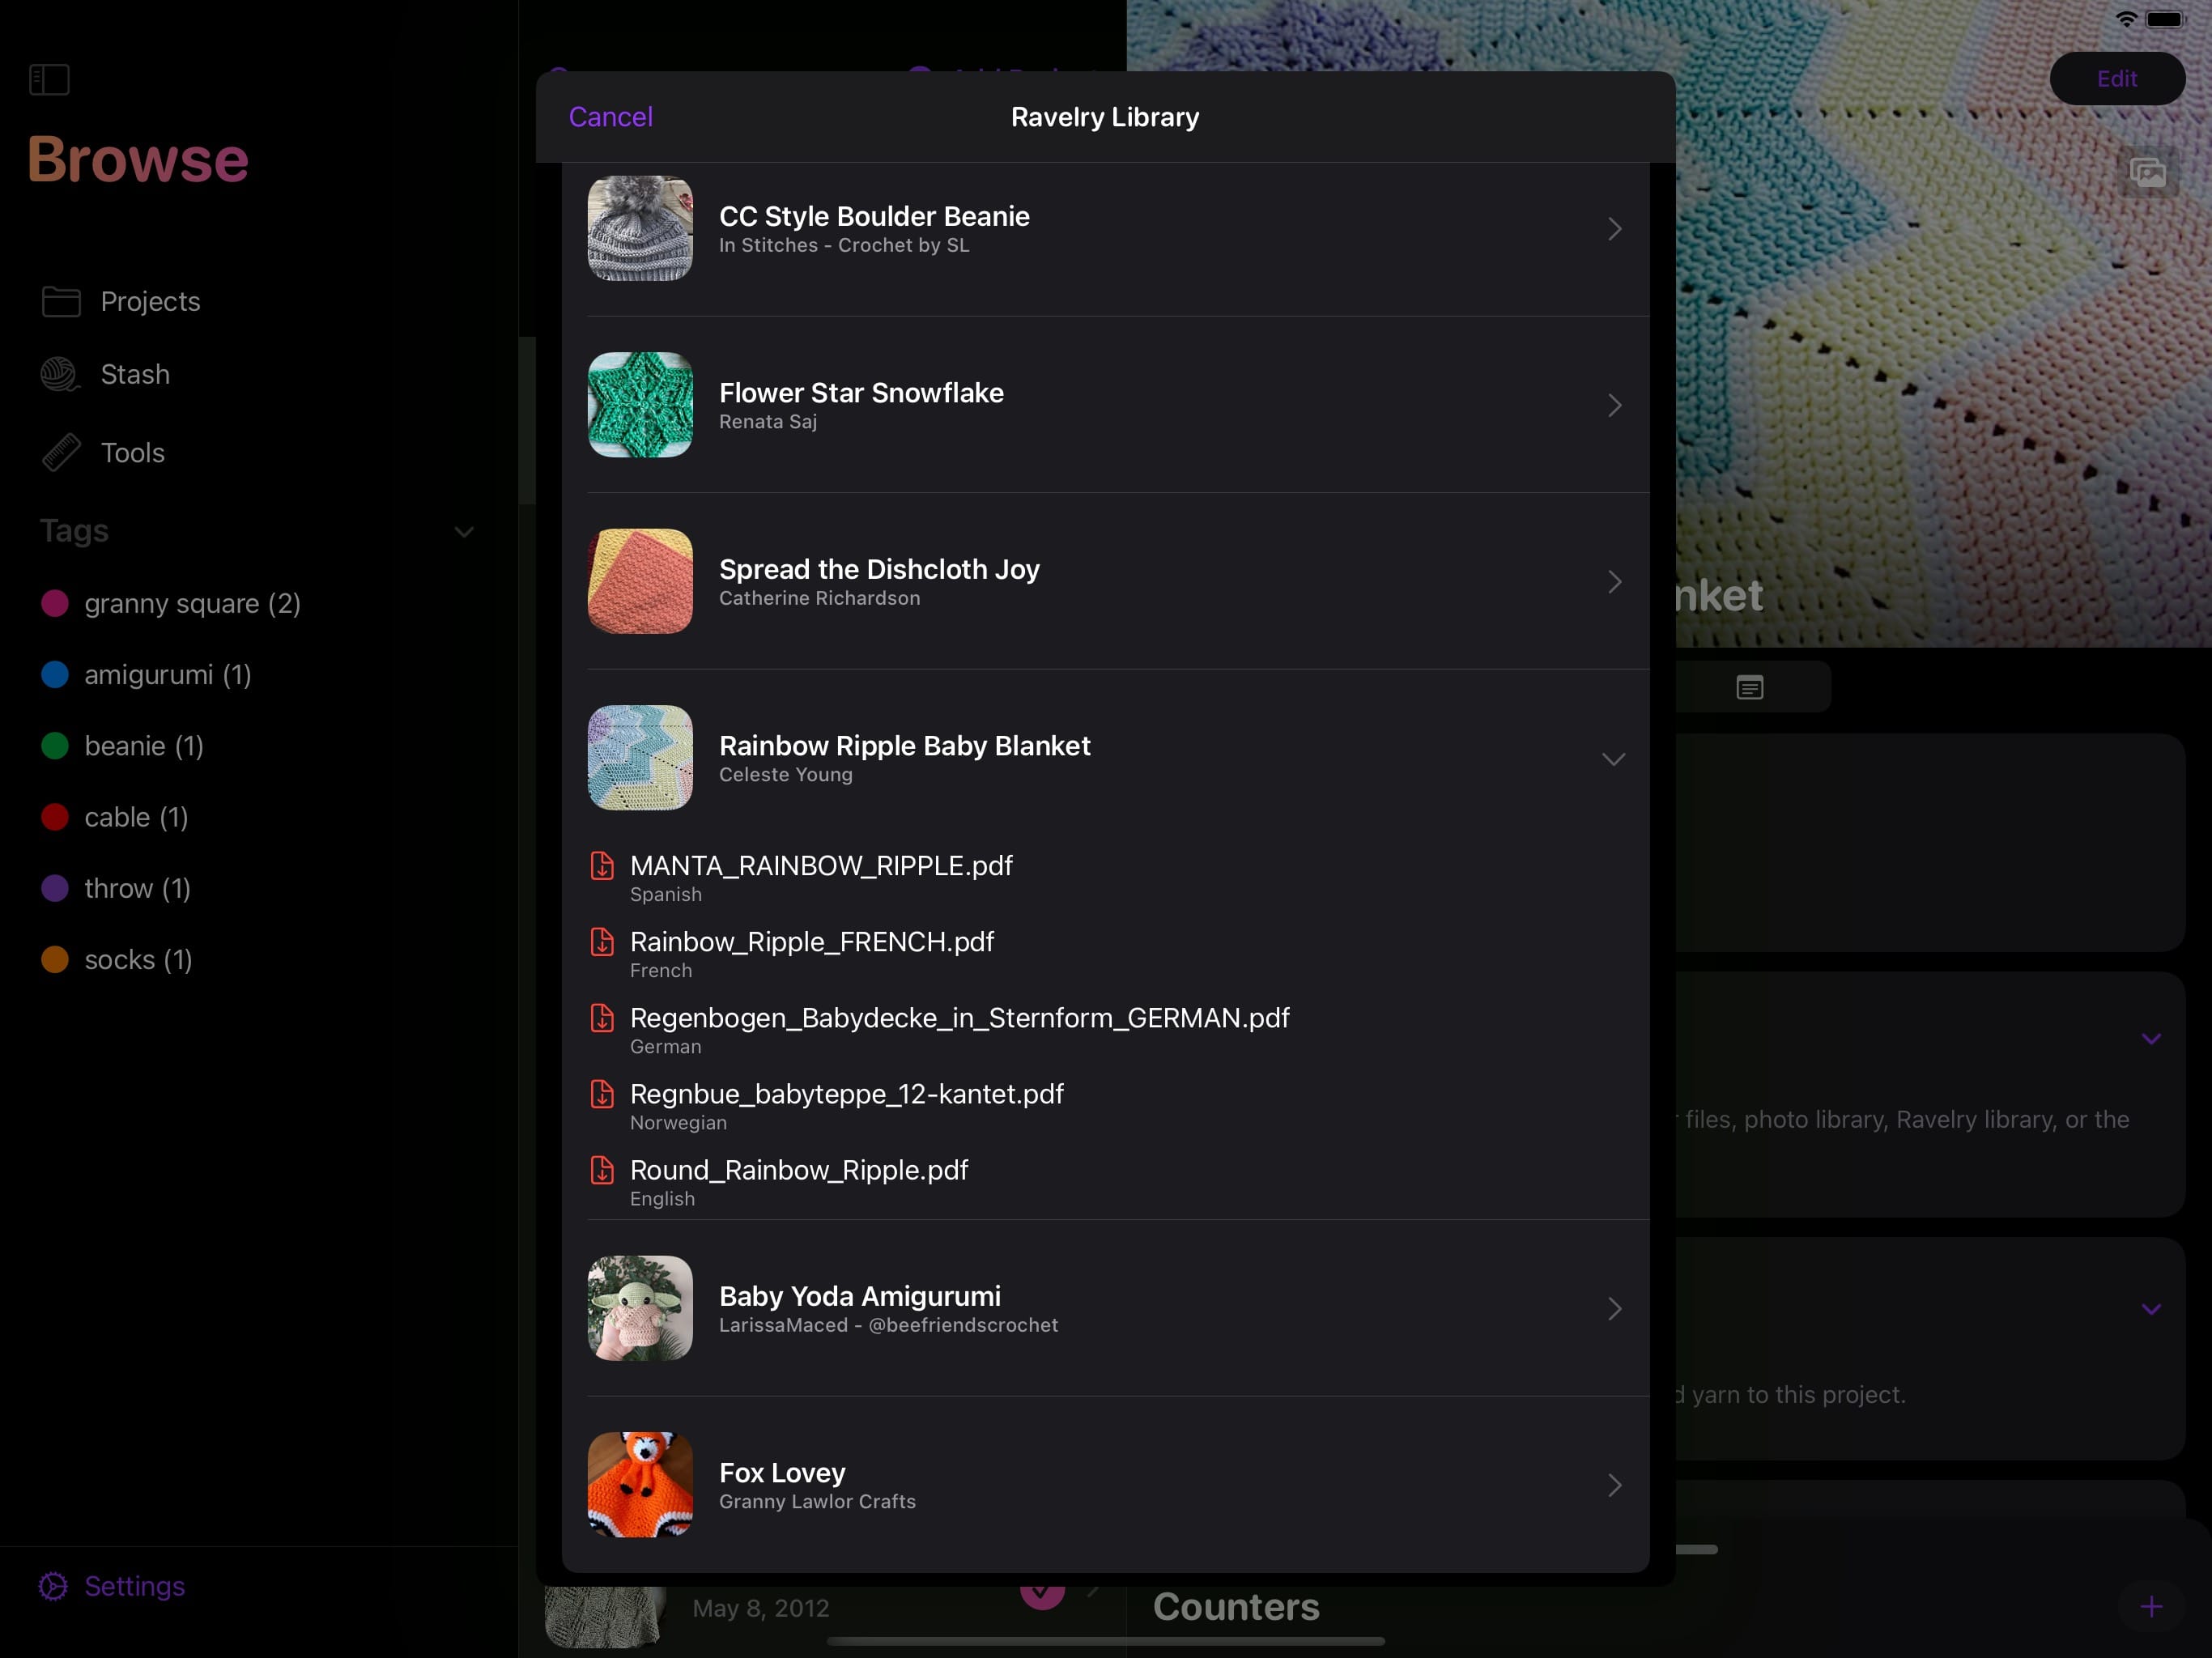 Browse
Projects
Stash
Tools
Tags
granny square (2)
amigurumi (1)
beanie (1)
cable (1)
throw (1)
socks (1)
Settings
Cancel
Ravelry Library
CC Style Boulder Beanie
In Stitches - Crochet by SL
Flower Star Snowflake
Renata Saj
Spread the Dishcloth Joy
Catherine Richardson
Rainbow Ripple Baby Blanket
Celeste Young
MANTA_RAINBOW_RIPPLE.pdf
Spanish
Rainbow_Ripple_FRENCH.pdf
French
Regenbogen_Babydecke_in_Sternform_GERMAN.pdf
German
Regnbue_babyteppe_12-kantet.pdf
Norwegian
Round_Rainbow_Ripple.pdf
English
Baby Yoda Amigurumi
LarissaMaced - @beefriendscrochet
Fox Lovey
Granny Lawlor Crafts
May 8, 2012
Edit
nket
files, photo library, Ravelry library, or the
yarn to this project.
Counters